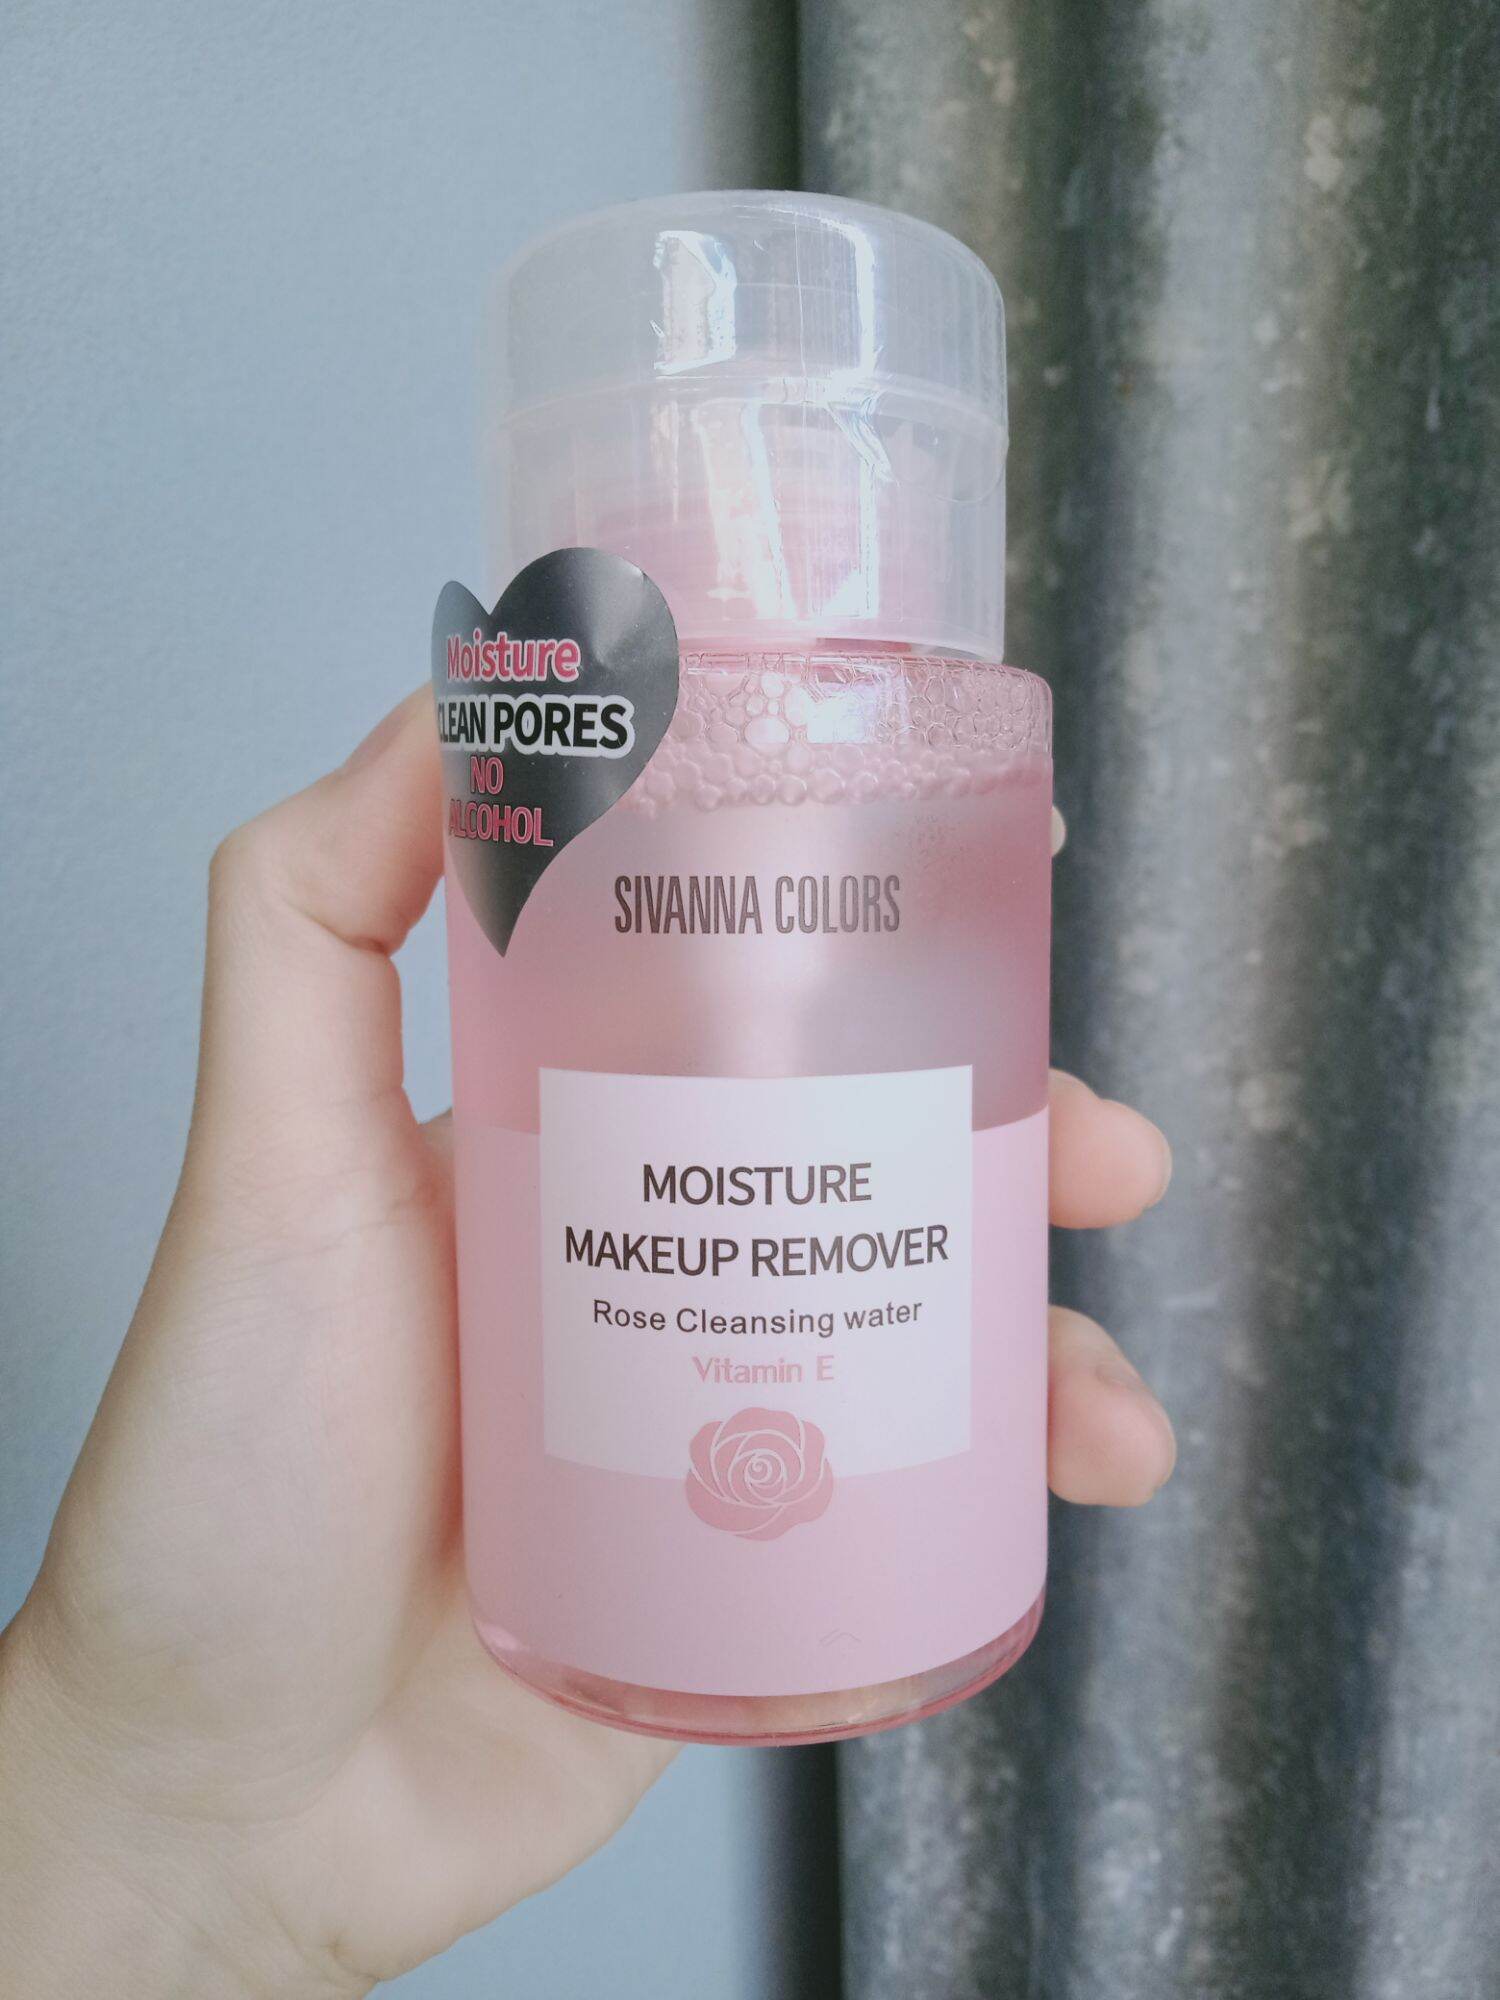 Moisture
CLEAN PORES
NO
ALCOHOL
SIVANNA COLORS
MOISTURE
MAKEUP REMOVER
Rose Cleansing water
Vitamin E